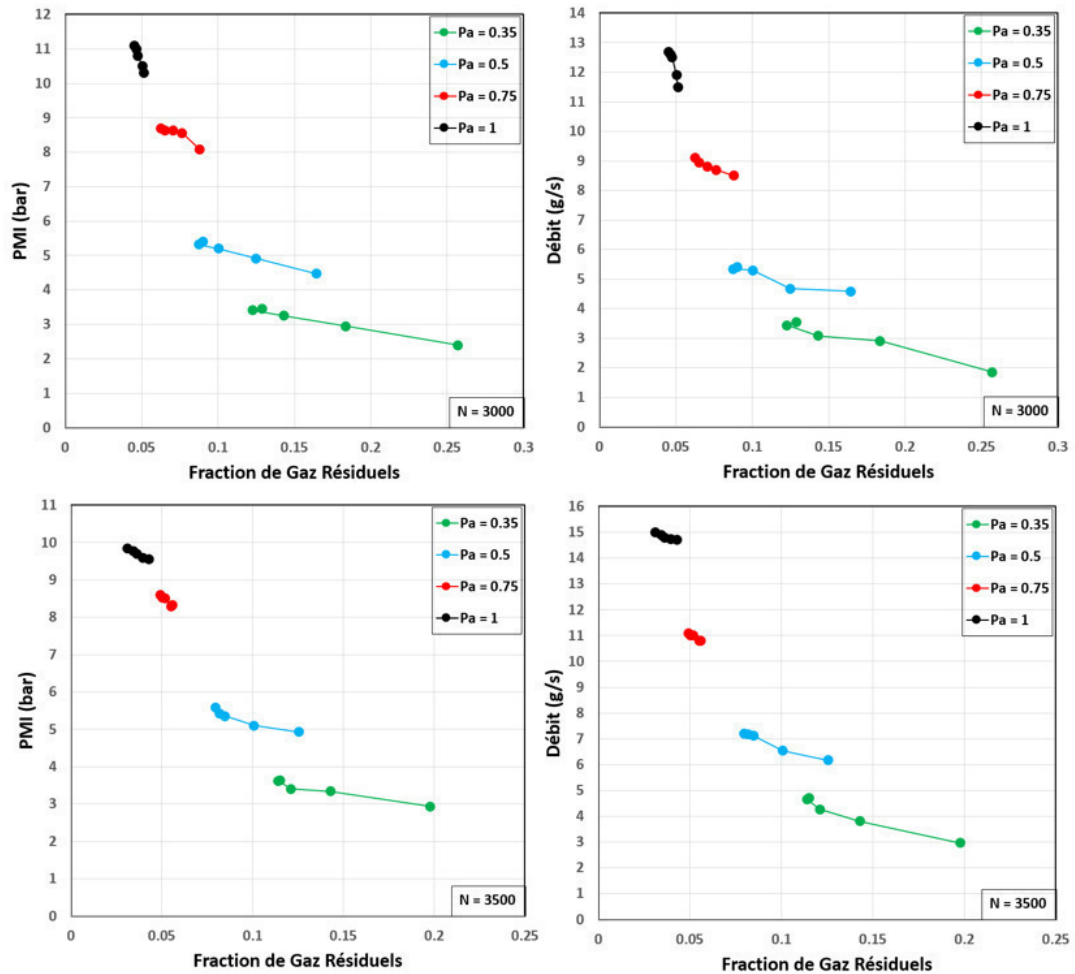 12
11
10
9
8
7
6
5
4
3
2
1
0
PMI (bar)
Pa = 0.35
Pa = 0.5
Pa = 0.75
Pa = 1
N = 3000
0 0.05 0.1 0.15 0.2 0.25 0.3
Fraction de Gaz Résiduels
14
13
12
11
10
9
8
7
6
5
4
3
2
1
0
Débit (g/s)
Pa = 0.35
Pa = 0.5
Pa = 0.75
Pa = 1
N = 3000
0 0.05 0.1 0.15 0.2 0.25 0.3
Fraction de Gaz Résiduels
11
10
9
8
7
6
5
4
3
2
1
0
PMI (bar)
Pa = 0.35
Pa = 0.5
Pa = 0.75
Pa = 1
N = 3500
0 0.05 0.1 0.15 0.2 0.25
Fraction de Gaz Résiduels
16
15
14
13
12
11
10
9
8
7
6
5
4
3
2
1
0
Débit (g/s)
Pa = 0.35
Pa = 0.5
Pa = 0.75
Pa = 1
N = 3500
0 0.05 0.1 0.15 0.2 0.25
Fraction de Gaz Résiduels